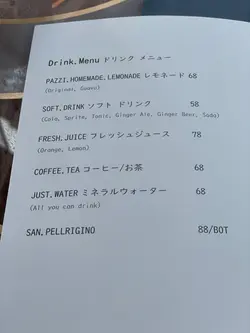 Drink.Menu ドリンク メニュー
PAZZI.HOMEMADE.LEMONADE レモネード 68
(Original, Guava)
SOFT.DRINK ソフト ドリンク 58
(Cola, Sprite, Tonic, Ginger Ale, Ginger Beer, Soda)
FRESH.JUICE フレッシュジュース 78
(Orange, Lemon)
COFFEE.TEA コーヒー/お茶 68
JUST.WATER ミネラルウォーター 68
(All you can drink)
SAN.PELLRIGINO 88/BOT